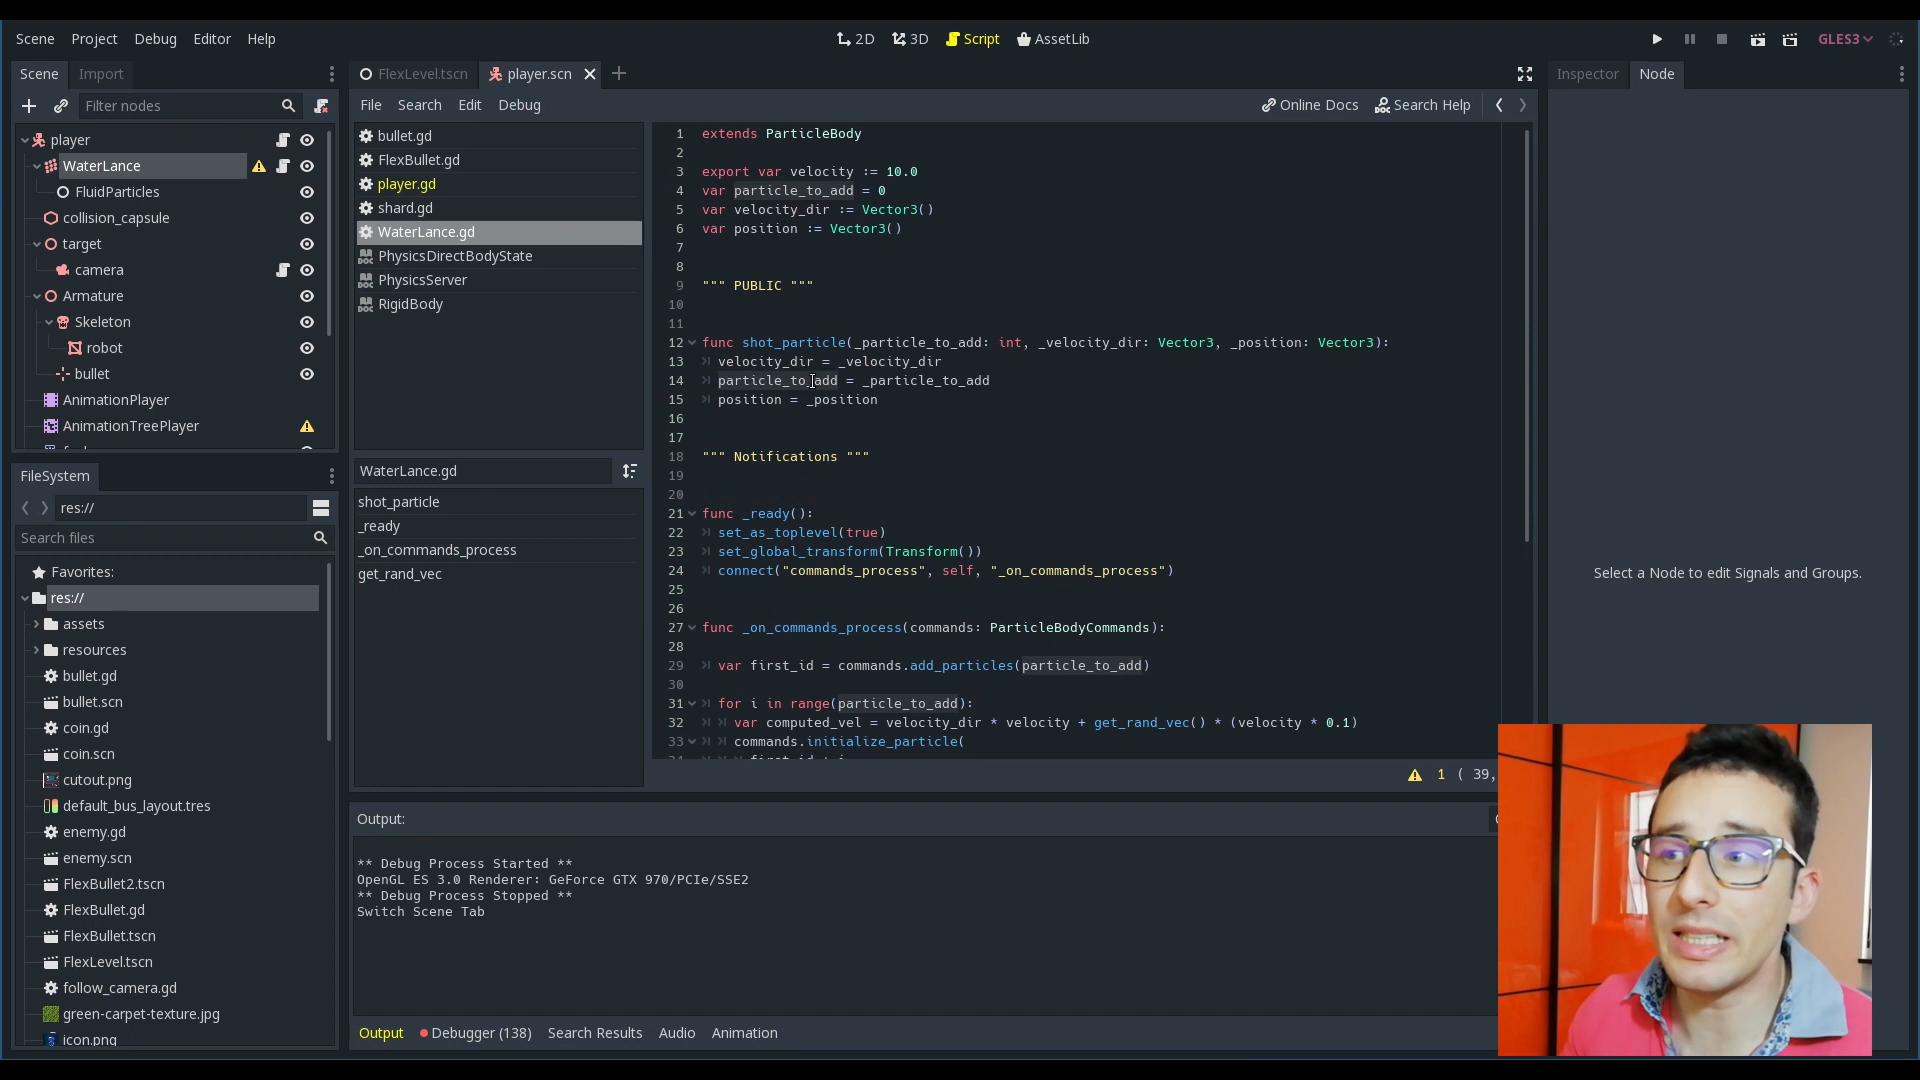 Scene Project Debug Editor Help
2D 3D Script AssetLib
GLES3
Scene Import
Filter nodes
player
WaterLance
FluidParticles
collision_capsule
target
camera
Armature
Skeleton
robot
bullet
AnimationPlayer
AnimationTreePlayer
FileSystem
res://
Search files
Favorites:
res://
assets
resources
bullet.gd
bullet.scn
coin.gd
coin.scn
cutout.png
default_bus_layout.tres
enemy.gd
enemy.scn
FlexBullet2.tscn
FlexBullet.gd
FlexBullet.tscn
FlexLevel.tscn
follow_camera.gd
green-carpet-texture.jpg
icon.png
FlexLevel.tscn player.scn
File Search Edit Debug
Online Docs Search Help
bullet.gd
FlexBullet.gd
player.gd
shard.gd
WaterLance.gd
PhysicsDirectBodyState
PhysicsServer
RigidBody
WaterLance.gd
shot_particle
_ready
_on_commands_process
get_rand_vec
1 extends ParticleBody
2
3 export var velocity := 10.0
4 var particle_to_add = 0
5 var velocity_dir := Vector3()
6 var position := Vector3()
7
8
9 """ PUBLIC """
10
11
12 func shot_particle(_particle_to_add: int, _velocity_dir: Vector3, _position: Vector3):
13 velocity_dir = _velocity_dir
14 particle_to_add = _particle_to_add
15 position = _position
16
17
18 """ Notifications """
19
20
21 func _ready():
22 set_as_toplevel(true)
23 set_global_transform(Transform())
24 connect("commands_process", self, "_on_commands_process")
25
26
27 func _on_commands_process(commands: ParticleBodyCommands):
28
29 var first_id = commands.add_particles(particle_to_add)
30
31 for i in range(particle_to_add):
32 var computed_vel = velocity_dir * velocity + get_rand_vec() * (velocity * 0.1)
33 commands.initialize_particle(
1 ( 39,
Output:
** Debug Process Started **
OpenGL ES 3.0 Renderer: GeForce GTX 970/PCIe/SSE2
** Debug Process Stopped **
Switch Scene Tab
Output Debugger (138) Search Results Audio Animation
Inspector Node
Select a Node to edit Signals and Groups.